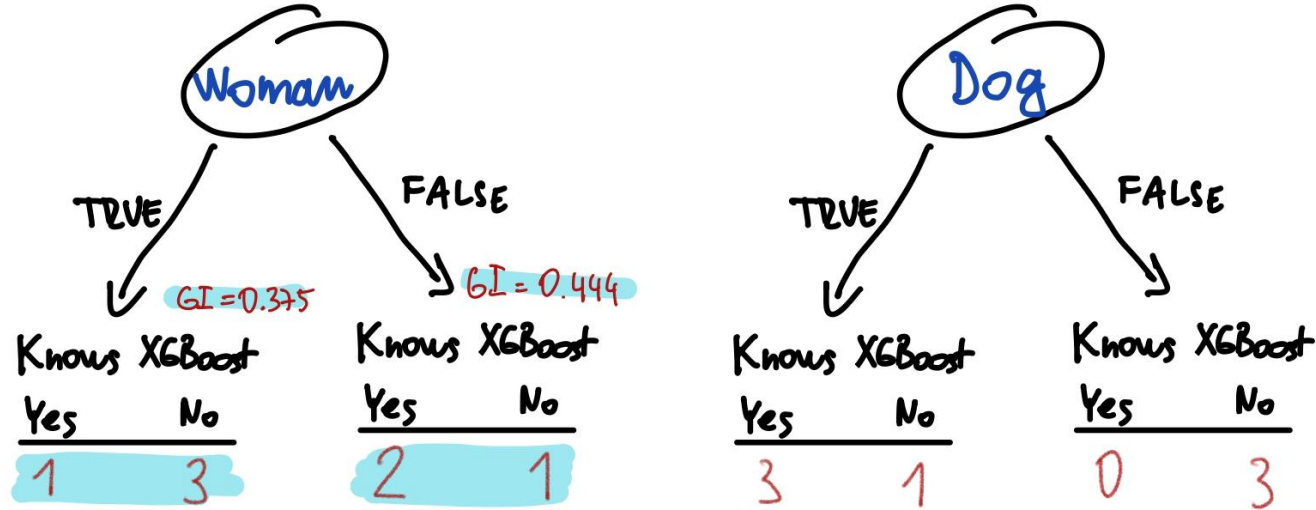 Woman
TRUE
FALSE
GI = 0.375
GI = 0.444
Knows XGBoost
Yes No
1 3
Knows XGBoost
Yes No
2 1
Dog
TRUE
FALSE
Knows XGBoost
Yes No
3 1
Knows XGBoost
Yes No
0 3